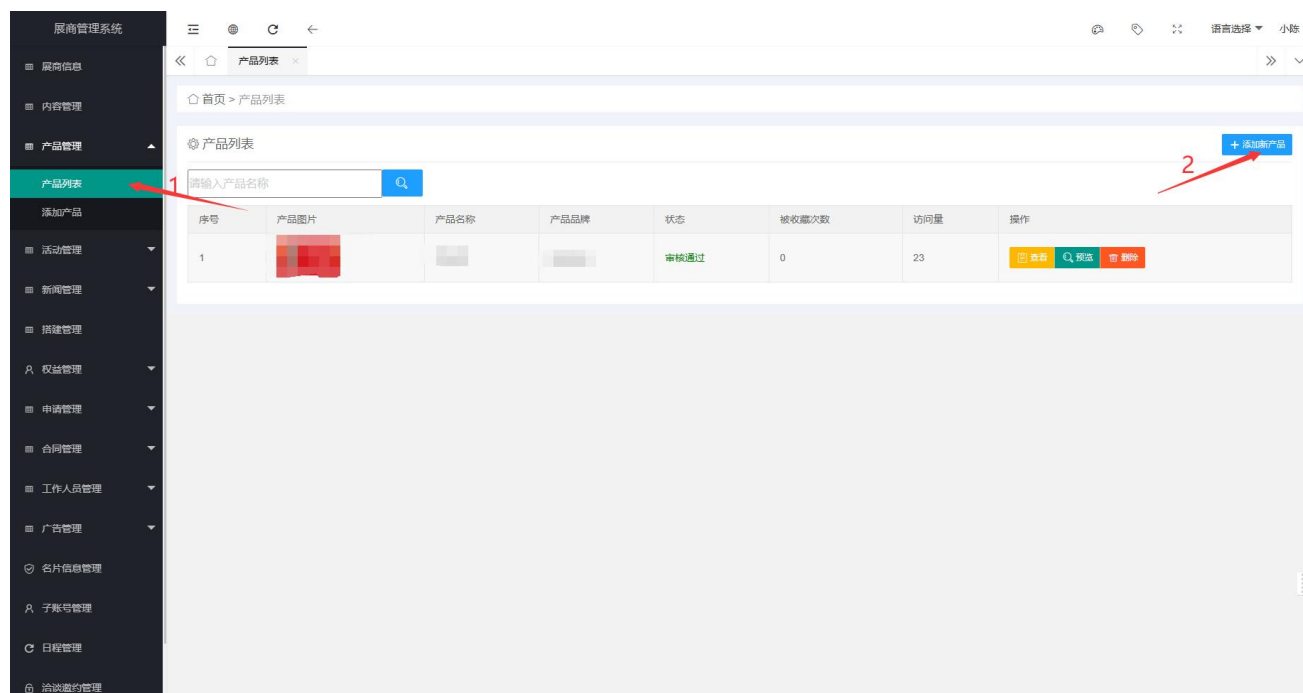 展商管理系统
语言选择 小陈
产品列表
展商信息
首页 > 产品列表
内容管理
产品管理
产品列表
+ 添加新产品
2
产品列表
1
请输入产品名称
添加产品
序号 产品图片 产品名称 产品品牌 状态 被收藏次数 访问量 操作
1 审核通过 0 23 查看 预览 删除
活动管理
新闻管理
搭建管理
权益管理
申请管理
合同管理
工作人员管理
广告管理
名片信息管理
子账号管理
日程管理
洽谈邀约管理